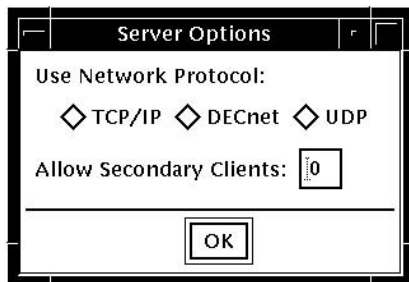 Server Options
Use Network Protocol:
TCP/IP DECnet UDP
Allow Secondary Clients: 0
OK